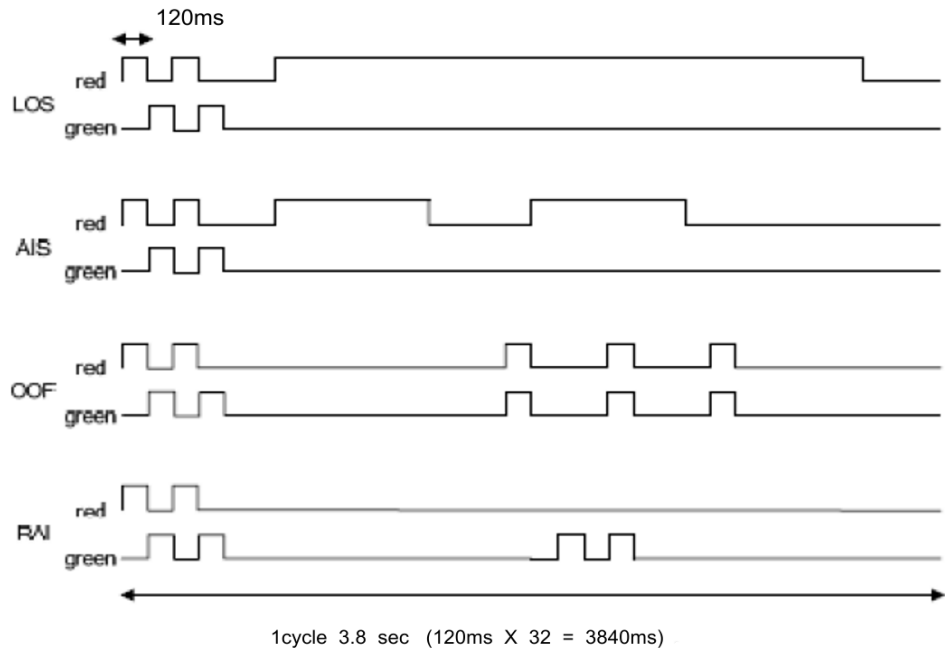 120ms
red
LOS
green
red
AIS
green
red
OOF
green
red
RAI
green
1cycle 3.8 sec (120ms X 32 = 3840ms)